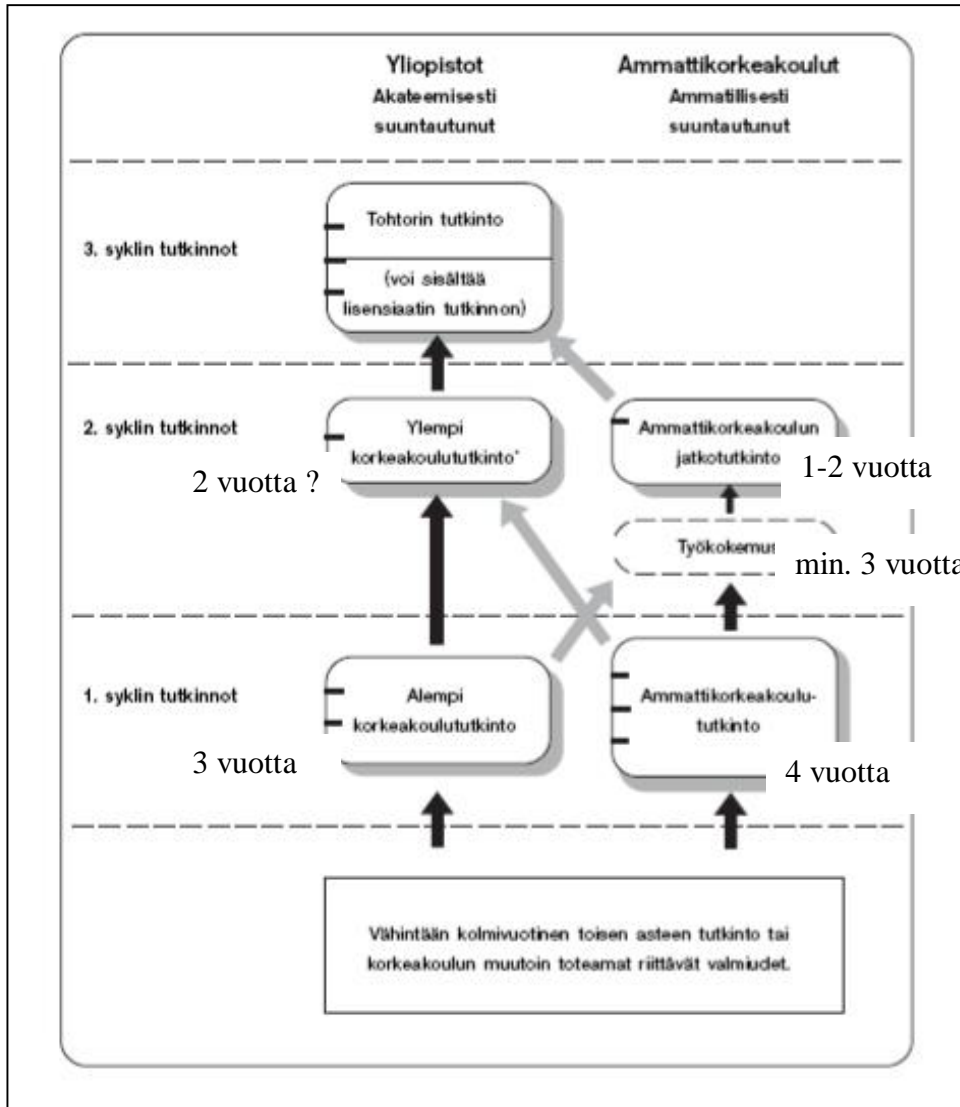 Yliopistot
Akateemisesti
suuntautunut
Ammattikorkeakoulut
Ammatillisesti
suuntautunut
3. syklin tutkinnot
Tohtorin tutkinto
(voi sisältää
lisensiaatin tutkinnon)
2. syklin tutkinnot
Ylempi
korkeakoulututkinto*
2 vuotta ?
Ammattikorkeakoulun
jatkotutkinto
1-2 vuotta
Työkokemus
min. 3 vuotta
1. syklin tutkinnot
Alempi
korkeakoulututkinto
3 vuotta
Ammattikorkeakoulu-
tutkinto
4 vuotta
Vähintään kolmivuotinen toisen asteen tutkinto tai
korkeakoulun muutoin toteamat riittävät valmiudet.